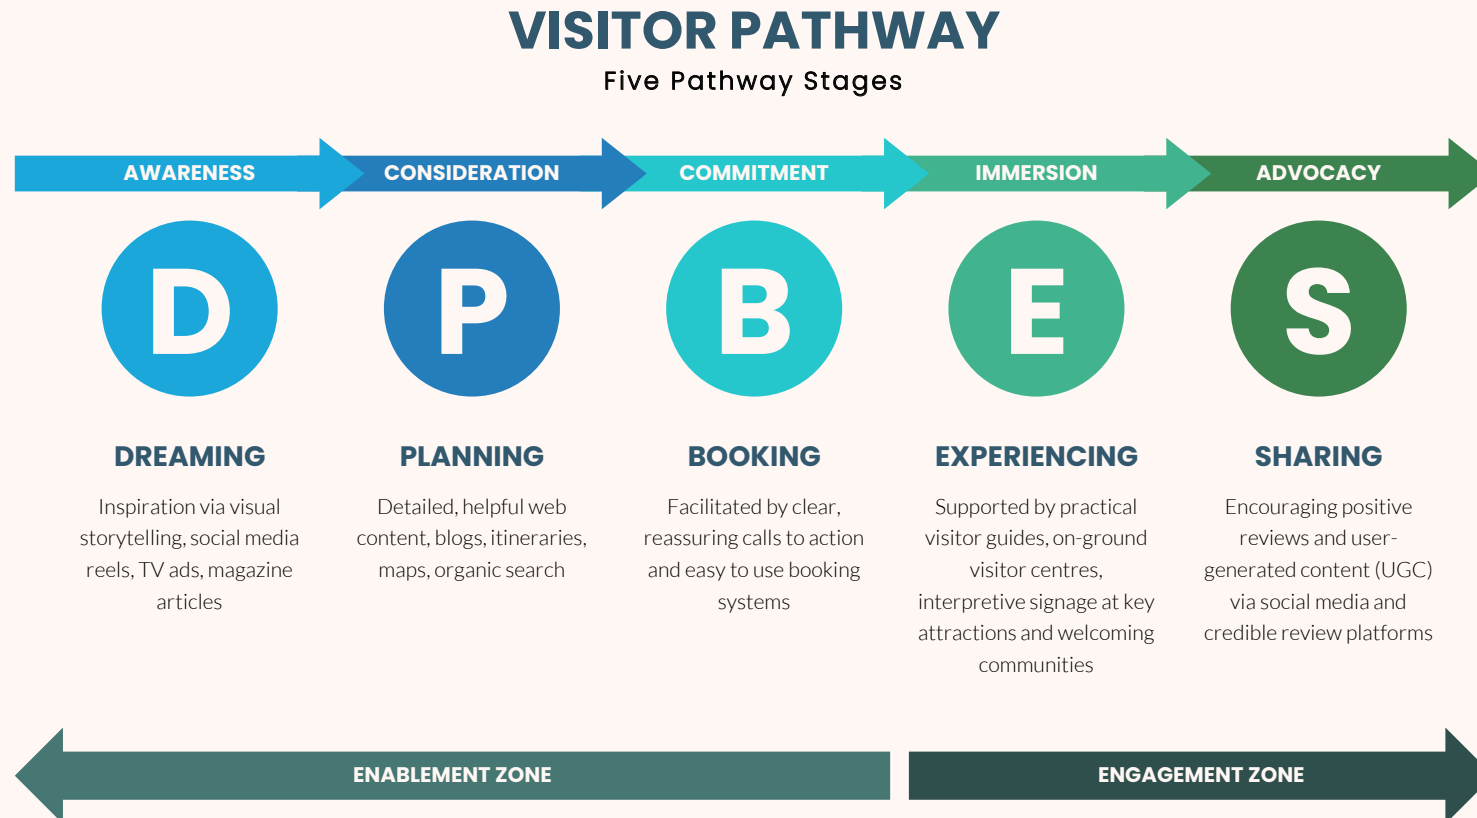 VISITOR PATHWAY
Five Pathway Stages
AWARENESS
CONSIDERATION
COMMITMENT
IMMERSION
ADVOCACY
D
P
B
E
S
DREAMING
Inspiration via visual
storytelling, social media
reels, TV ads, magazine
articles
PLANNING
Detailed, helpful web
content, blogs, itineraries,
maps, organic search
BOOKING
Facilitated by clear,
reassuring calls to action
and easy to use booking
systems
EXPERIENCING
Supported by practical
visitor guides, on-ground
visitor centres,
interpretive signage at key
attractions and welcoming
communities
SHARING
Encouraging positive
reviews and user-
generated content (UGC)
via social media and
credible review platforms
ENABLEMENT ZONE
ENGAGEMENT ZONE